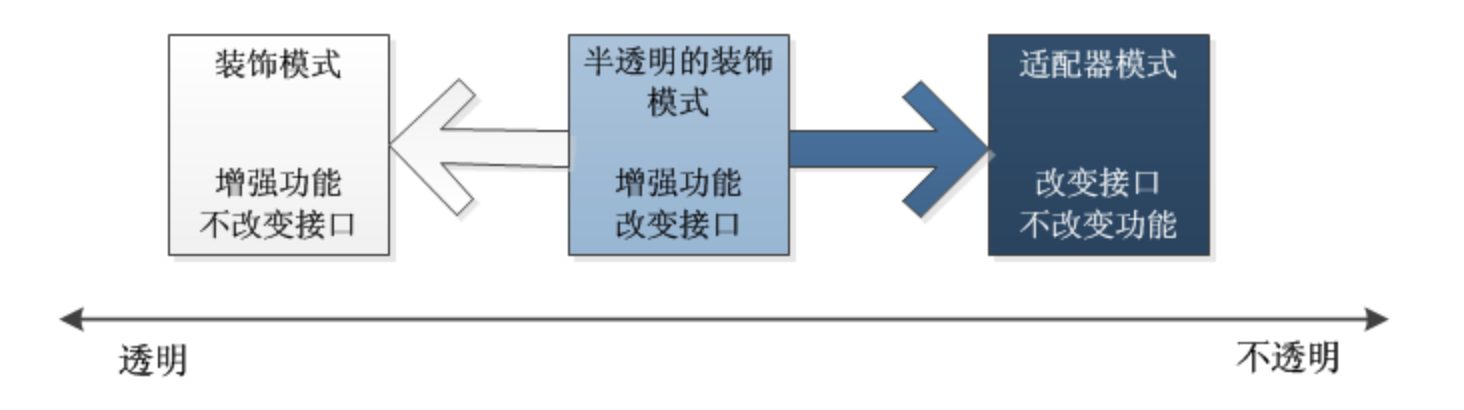 装饰模式
增强功能
不改变接口
半透明的装饰
模式
增强功能
改变接口
适配器模式
改变接口
不改变功能
透明
不透明